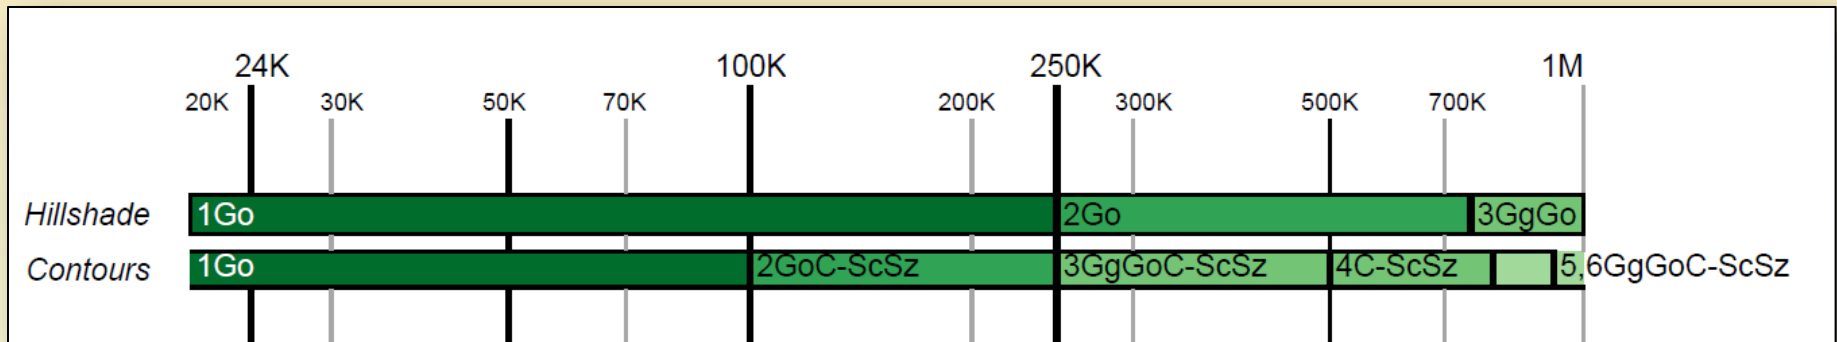 24K 100K 250K 1M
20K 30K 50K 70K 200K 300K 500K 700K
Hillshade 1Go 2Go 3GgGo
Contours 1Go 2GoC-ScSz 3GgGoC-ScSz 4C-ScSz 5,6GgGoC-ScSz